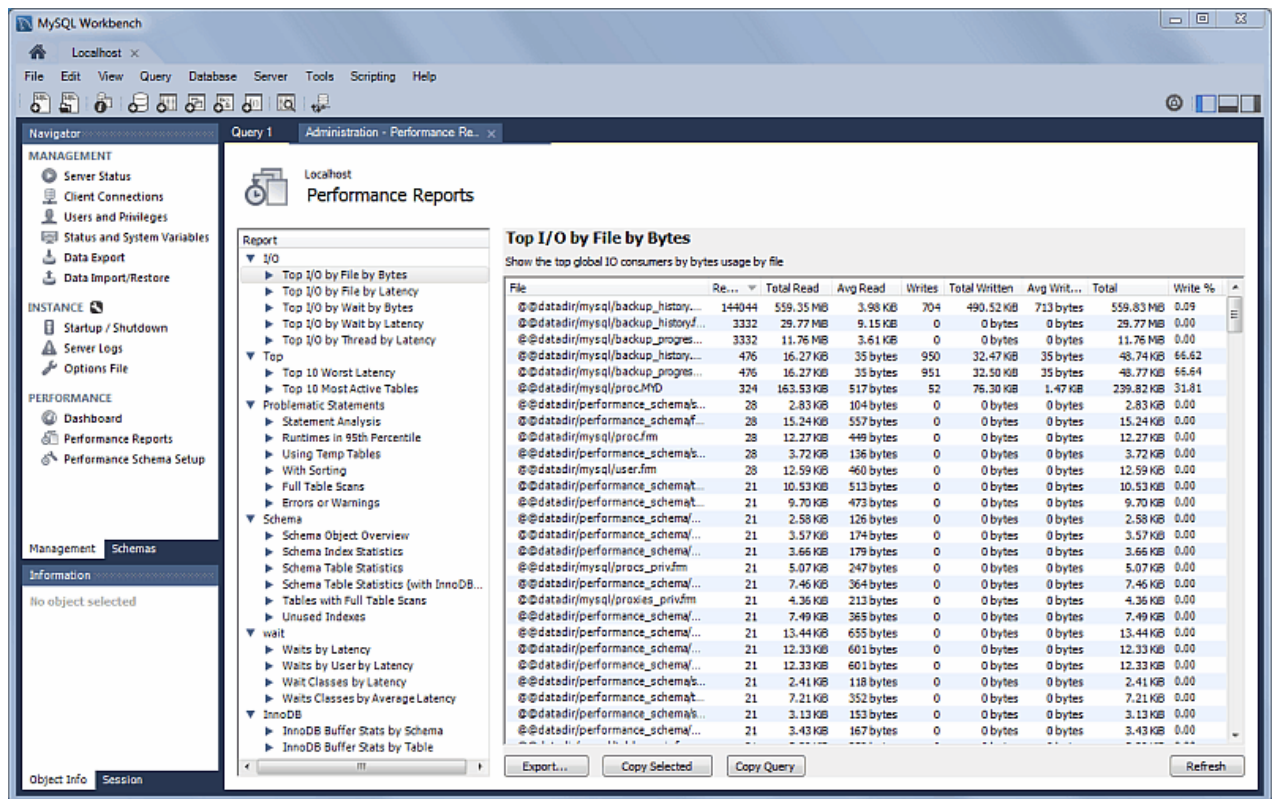 MySQL Workbench
Localhost ×
File Edit View Query Database Server Tools Scripting Help
Navigator
MANAGEMENT
Server Status
Client Connections
Users and Privileges
Status and System Variables
Data Export
Data Import/Restore
INSTANCE
Startup / Shutdown
Server Logs
Options File
PERFORMANCE
Dashboard
Performance Reports
Performance Schema Setup
Management Schemas
Information
No object selected
Object Info Session
Query 1 Administration - Performance Re... ×
Localhost
Performance Reports
Report
I/O
Top I/O by File by Bytes
Top I/O by File by Latency
Top I/O by Wait by Bytes
Top I/O by Wait by Latency
Top I/O by Thread by Latency
Top
Top 10 Worst Latency
Top 10 Most Active Tables
Problematic Statements
Statement Analysis
Runtimes in 95th Percentile
Using Temp Tables
With Sorting
Full Table Scans
Errors or Warnings
Schema
Schema Object Overview
Schema Index Statistics
Schema Table Statistics
Schema Table Statistics (with InnoDB...
Tables with Full Table Scans
Unused Indexes
wait
Waits by Latency
Waits by User by Latency
Wait Classes by Latency
Waits Classes by Average Latency
InnoDB
InnoDB Buffer Stats by Schema
InnoDB Buffer Stats by Table
Top I/O by File by Bytes
Show the top global IO consumers by bytes usage by file
File Re... Total Read Avg Read Writes Total Written Avg Writ... Total Write %
@@datadir/mysql/backup_history.... 144044 559.35 MiB 3.98 KiB 704 490.52 KiB 713 bytes 559.83 MiB 0.09
@@datadir/mysql/backup_history.f... 3332 29.77 MiB 9.15 KiB 0 0 bytes 0 bytes 29.77 MiB 0.00
@@datadir/mysql/backup_progres... 3332 11.76 MiB 3.61 KiB 0 0 bytes 0 bytes 11.76 MiB 0.00
@@datadir/mysql/backup_history.... 476 16.27 KiB 35 bytes 950 32.47 KiB 35 bytes 48.74 KiB 66.62
@@datadir/mysql/backup_progres... 476 16.27 KiB 35 bytes 951 32.50 KiB 35 bytes 48.77 KiB 66.64
@@datadir/mysql/proc.MYD 324 163.53 KiB 517 bytes 52 76.30 KiB 1.47 KiB 239.82 KiB 31.81
@@datadir/performance_schema/s... 28 2.83 KiB 104 bytes 0 0 bytes 0 bytes 2.83 KiB 0.00
@@datadir/performance_schema/f... 28 15.24 KiB 557 bytes 0 0 bytes 0 bytes 15.24 KiB 0.00
@@datadir/mysql/proc.frm 28 12.27 KiB 449 bytes 0 0 bytes 0 bytes 12.27 KiB 0.00
@@datadir/performance_schema/s... 28 3.72 KiB 136 bytes 0 0 bytes 0 bytes 3.72 KiB 0.00
@@datadir/mysql/user.frm 28 12.59 KiB 460 bytes 0 0 bytes 0 bytes 12.59 KiB 0.00
@@datadir/performance_schema/t... 21 10.53 KiB 513 bytes 0 0 bytes 0 bytes 10.53 KiB 0.00
@@datadir/performance_schema/t... 21 9.70 KiB 473 bytes 0 0 bytes 0 bytes 9.70 KiB 0.00
@@datadir/performance_schema/... 21 2.58 KiB 126 bytes 0 0 bytes 0 bytes 2.58 KiB 0.00
@@datadir/performance_schema/... 21 3.57 KiB 174 bytes 0 0 bytes 0 bytes 3.57 KiB 0.00
@@datadir/performance_schema/... 21 3.66 KiB 179 bytes 0 0 bytes 0 bytes 3.66 KiB 0.00
@@datadir/mysql/procs_priv.frm 21 5.07 KiB 247 bytes 0 0 bytes 0 bytes 5.07 KiB 0.00
@@datadir/performance_schema/... 21 7.46 KiB 364 bytes 0 0 bytes 0 bytes 7.46 KiB 0.00
@@datadir/mysql/proxies_priv.frm 21 4.36 KiB 213 bytes 0 0 bytes 0 bytes 4.36 KiB 0.00
@@datadir/performance_schema/... 21 7.49 KiB 365 bytes 0 0 bytes 0 bytes 7.49 KiB 0.00
@@datadir/performance_schema/... 21 13.44 KiB 655 bytes 0 0 bytes 0 bytes 13.44 KiB 0.00
@@datadir/performance_schema/... 21 12.33 KiB 601 bytes 0 0 bytes 0 bytes 12.33 KiB 0.00
@@datadir/performance_schema/... 21 12.33 KiB 601 bytes 0 0 bytes 0 bytes 12.33 KiB 0.00
@@datadir/performance_schema/s... 21 2.41 KiB 118 bytes 0 0 bytes 0 bytes 2.41 KiB 0.00
@@datadir/performance_schema/t... 21 7.21 KiB 352 bytes 0 0 bytes 0 bytes 7.21 KiB 0.00
@@datadir/performance_schema/s... 21 3.13 KiB 153 bytes 0 0 bytes 0 bytes 3.13 KiB 0.00
@@datadir/performance_schema/... 21 3.43 KiB 167 bytes 0 0 bytes 0 bytes 3.43 KiB 0.00
Export... Copy Selected Copy Query Refresh